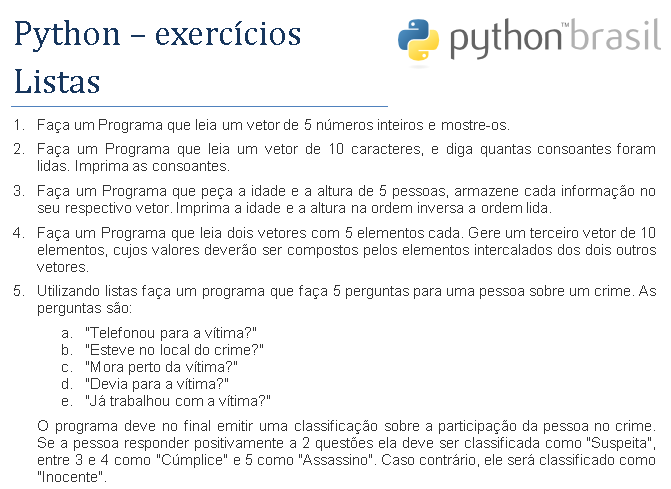 Python – exercícios
Listas
python™brasil
1. Faça um Programa que leia um vetor de 5 números inteiros e mostre-os.
2. Faça um Programa que leia um vetor de 10 caracteres, e diga quantas consoantes foram
lidas. Imprima as consoantes.
3. Faça um Programa que peça a idade e a altura de 5 pessoas, armazene cada informação no
seu respectivo vetor. Imprima a idade e a altura na ordem inversa a ordem lida.
4. Faça um Programa que leia dois vetores com 5 elementos cada. Gere um terceiro vetor de 10
elementos, cujos valores deverão ser compostos pelos elementos intercalados dos dois outros
vetores.
5. Utilizando listas faça um programa que faça 5 perguntas para uma pessoa sobre um crime. As
perguntas são:
a. "Telefonou para a vítima?"
b. "Esteve no local do crime?"
c. "Mora perto da vítima?"
d. "Devia para a vítima?"
e. "Já trabalhou com a vítima?"
O programa deve no final emitir uma classificação sobre a participação da pessoa no crime.
Se a pessoa responder positivamente a 2 questões ela deve ser classificada como "Suspeita",
entre 3 e 4 como "Cúmplice" e 5 como "Assassino". Caso contrário, ele será classificado como
"Inocente".